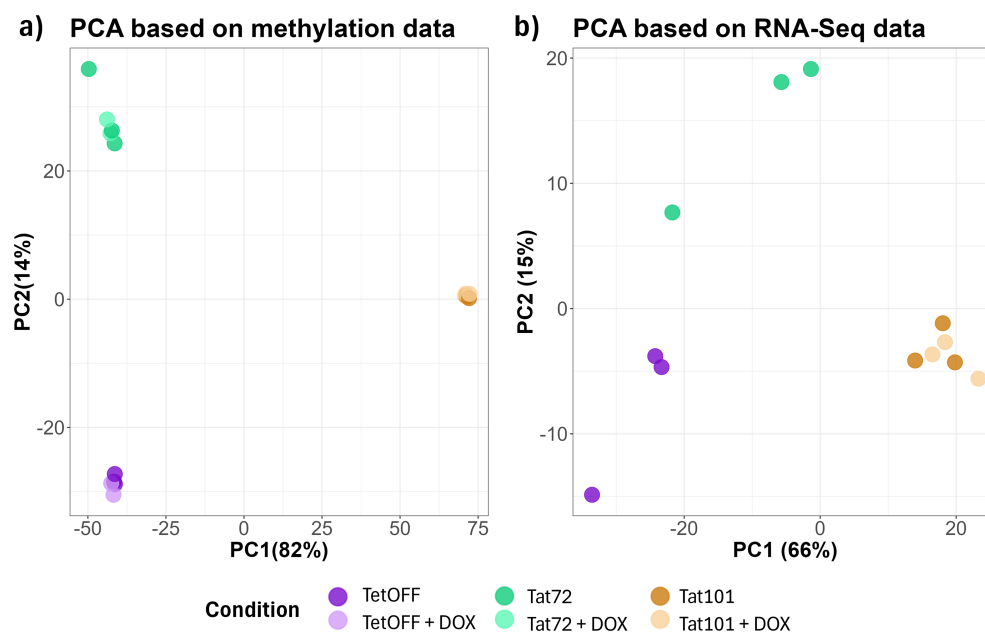 a) PCA based on methylation data
20
0
-20
PC2(14%)
-50 -25 0 25 50 75
PC1(82%)
b) PCA based on RNA-Seq data
20
10
0
-10
PC2 (15%)
-20 0 20
PC1 (66%)
Condition
TetOFF Tat72 Tat101
TetOFF + DOX Tat72 + DOX Tat101 + DOX